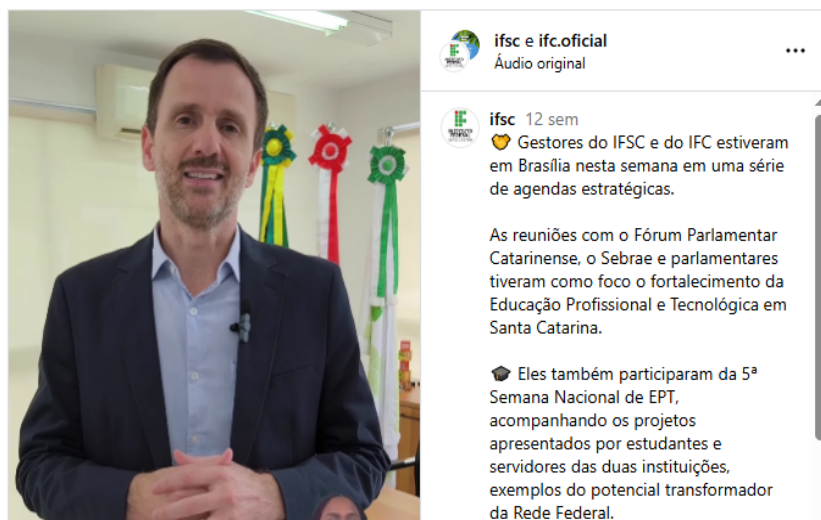 ifsc e ifc.oficial
Áudio original
ifsc 12 sem
Gestores do IFSC e do IFC estiveram
em Brasília nesta semana em uma série
de agendas estratégicas.
As reuniões com o Fórum Parlamentar
Catarinense, o Sebrae e parlamentares
tiveram como foco o fortalecimento da
Educação Profissional e Tecnológica em
Santa Catarina.
Eles também participaram da 5ª
Semana Nacional de EPT,
acompanhando os projetos
apresentados por estudantes e
servidores das duas instituições,
exemplos do potencial transformador
da Rede Federal.